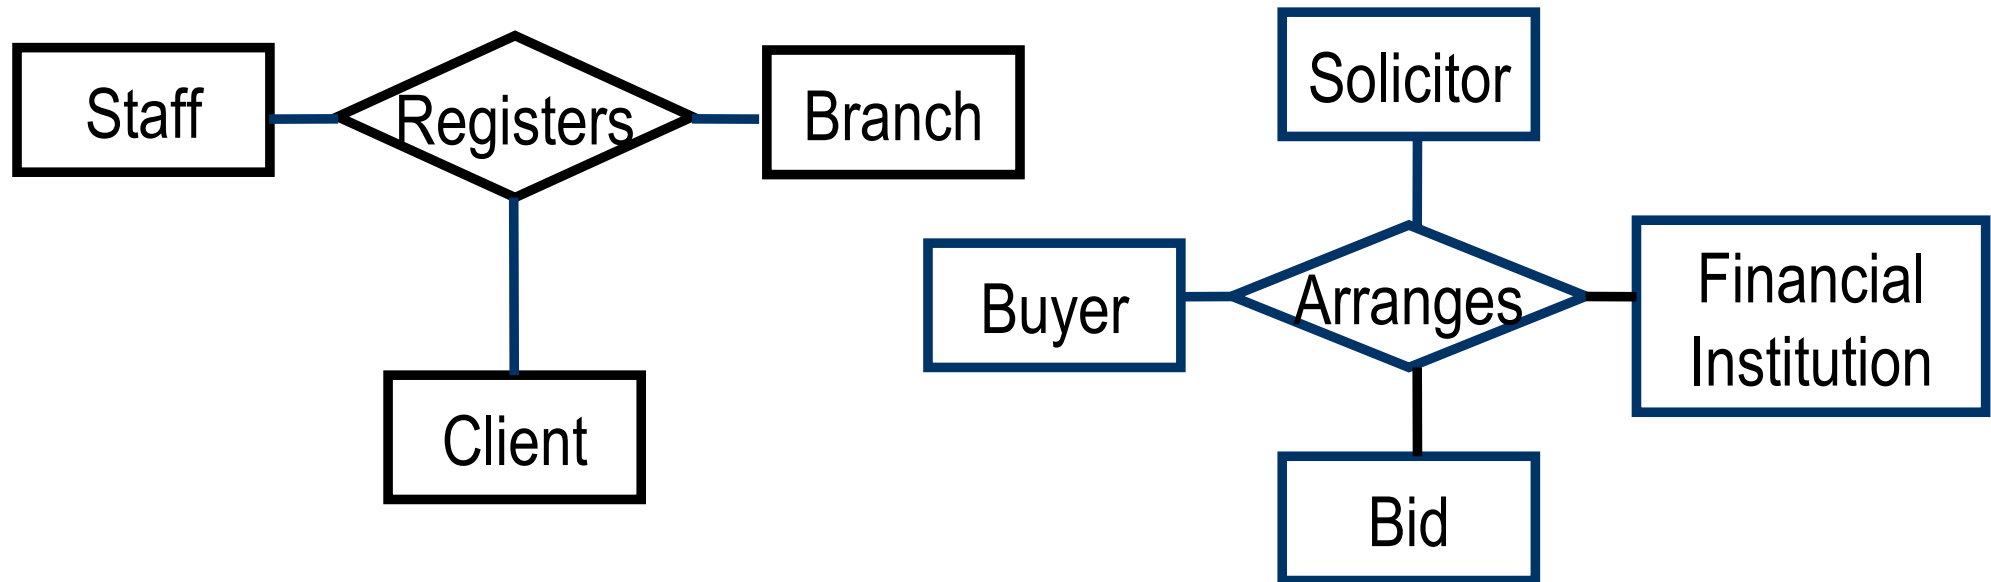 Staff
Registers
Branch
Client
Solicitor
Buyer
Arranges
Financial
Institution
Bid